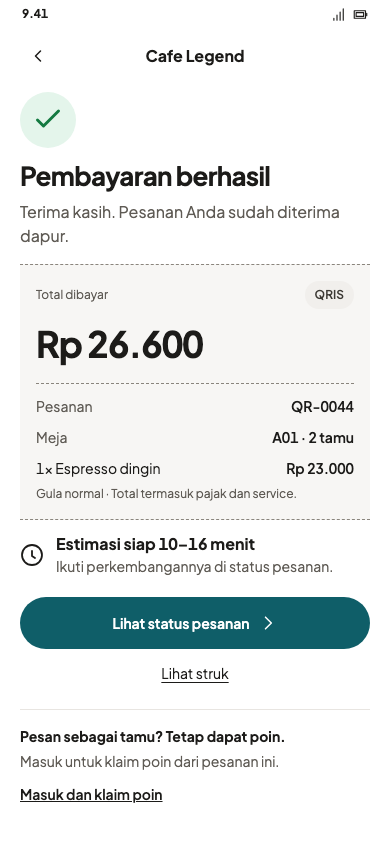 9.41
Cafe Legend
Pembayaran berhasil
Terima kasih. Pesanan Anda sudah diterima
dapur.
Total dibayar
QRIS
Rp 26.600
Pesanan
QR-0044
Meja
A01 · 2 tamu
1× Espresso dingin
Rp 23.000
Gula normal · Total termasuk pajak dan service.
Estimasi siap 10–16 menit
Ikuti perkembangannya di status pesanan.
Lihat status pesanan
Lihat struk
Pesan sebagai tamu? Tetap dapat poin.
Masuk untuk klaim poin dari pesanan ini.
Masuk dan klaim poin